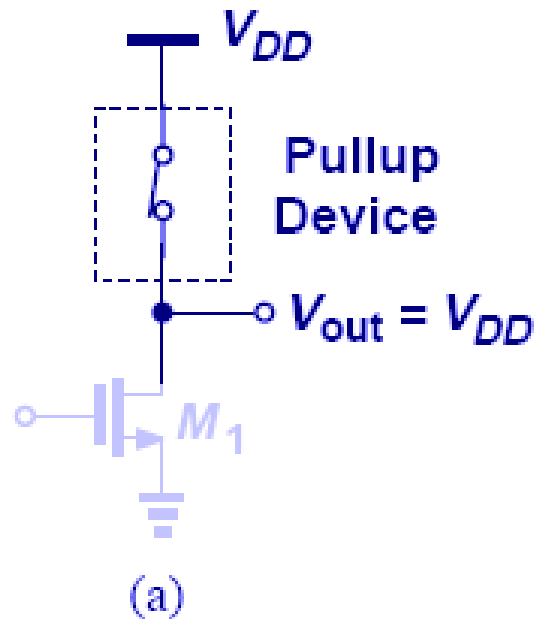 VDD
Pullup
Device
Vout = VDD
M1
(a)